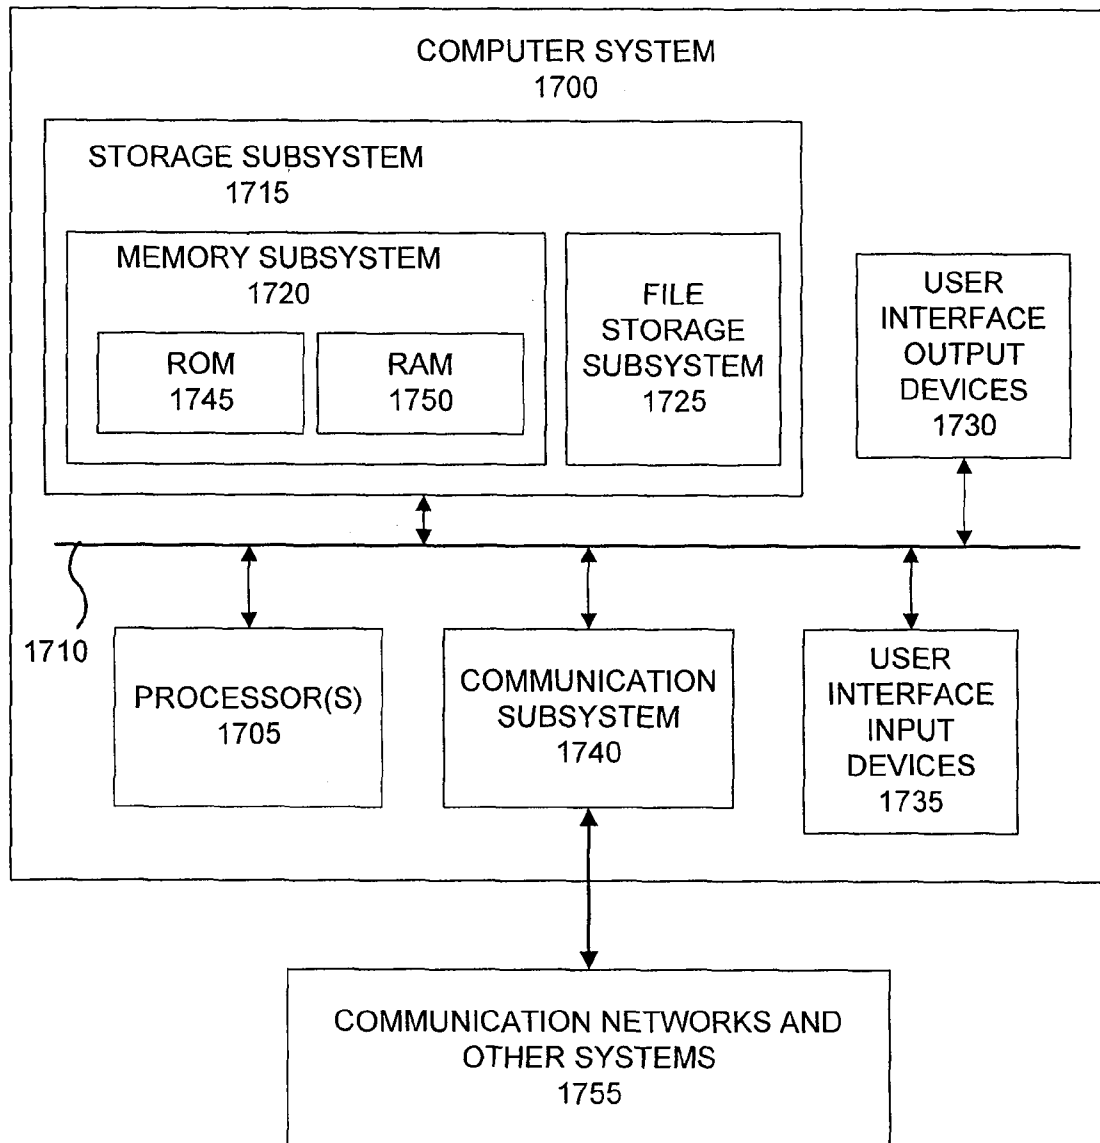 COMPUTER SYSTEM
1700
STORAGE SUBSYSTEM
1715
MEMORY SUBSYSTEM
1720
ROM
1745
RAM
1750
FILE
STORAGE
SUBSYSTEM
1725
USER
INTERFACE
OUTPUT
DEVICES
1730
1710
PROCESSOR(S)
1705
COMMUNICATION
SUBSYSTEM
1740
USER
INTERFACE
INPUT
DEVICES
1735
COMMUNICATION NETWORKS AND
OTHER SYSTEMS
1755